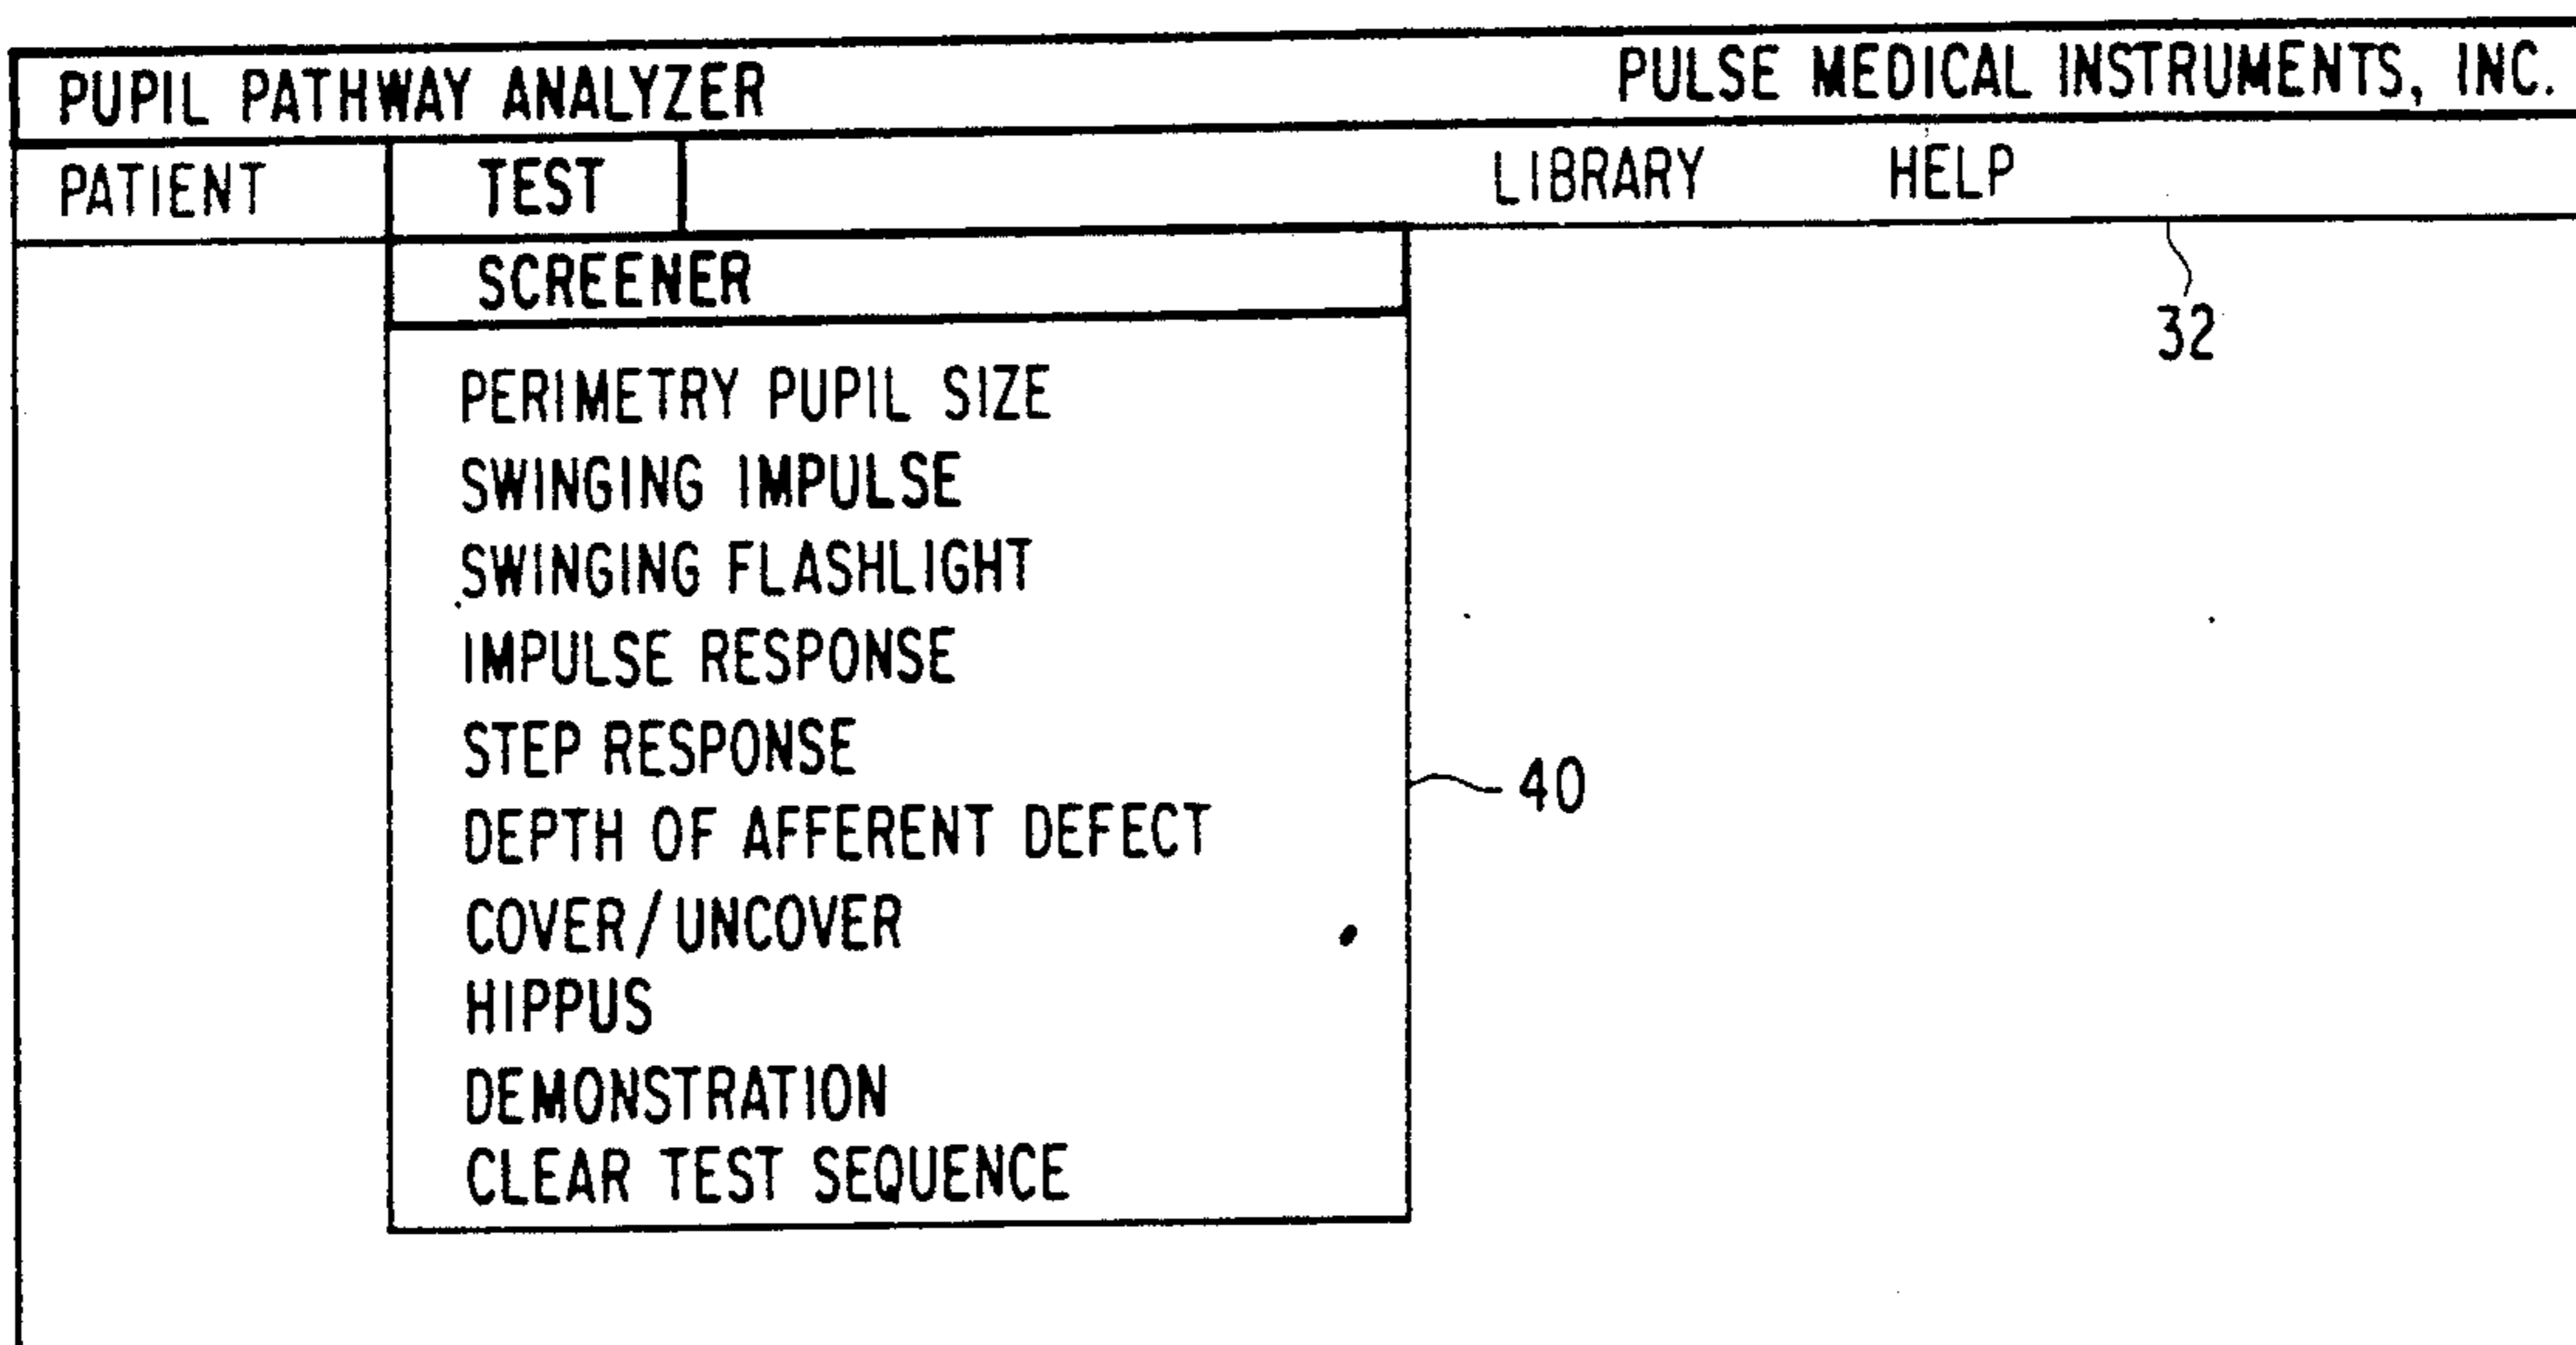 PUPIL PATHWAY ANALYZER PULSE MEDICAL INSTRUMENTS, INC.
PATIENT TEST LIBRARY HELP
SCREENER
32
PERIMETRY PUPIL SIZE
SWINGING IMPULSE
SWINGING FLASHLIGHT
IMPULSE RESPONSE
STEP RESPONSE
40
DEPTH OF AFFERENT DEFECT
COVER/UNCOVER
HIPPUS
DEMONSTRATION
CLEAR TEST SEQUENCE